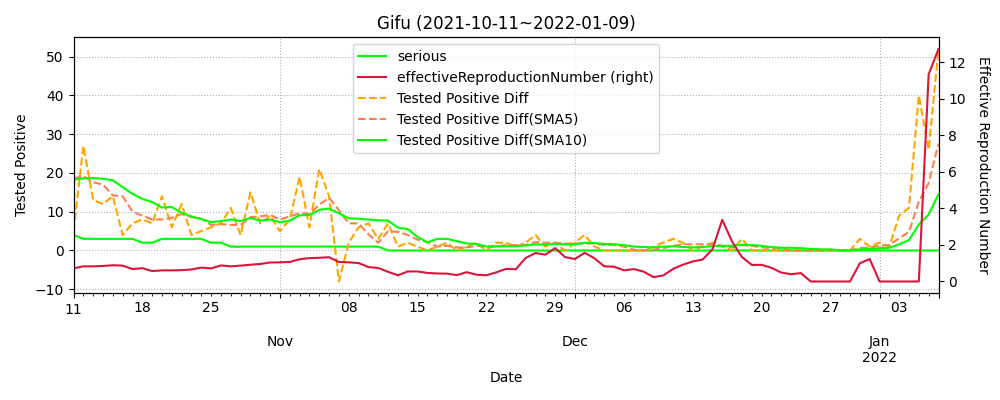 Gifu (2021-10-11~2022-01-09)
serious
effectiveReproductionNumber (right)
Tested Positive Diff
Tested Positive Diff(SMA5)
Tested Positive Diff(SMA10)
Tested Positive
50
40
30
20
10
0
−10
Effective Reproduction Number
12
10
8
6
4
2
0
11 18 25 08 15 22 29 06 13 20 27 03
Nov Dec Jan
2022
Date